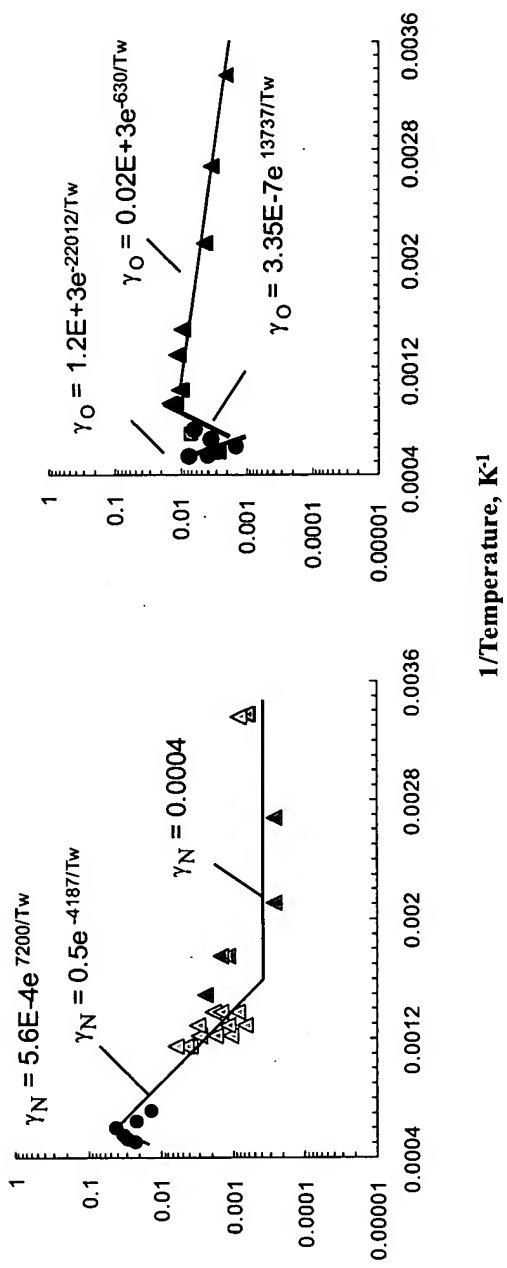 γN = 5.6E-4e 7200/Tw
γN = 0.5e -4187/Tw
γN = 0.0004
1
0.1
0.01
0.001
0.0001
0.00001
0.0004 0.0012 0.002 0.0028 0.0036
γO = 1.2E+3e-22012/Tw
γO = 0.02E+3e-630/Tw
γO = 3.35E-7e 13737/Tw
1
0.1
0.01
0.001
0.0001
0.00001
0.0004 0.0012 0.002 0.0028 0.0036
1/Temperature, K-1